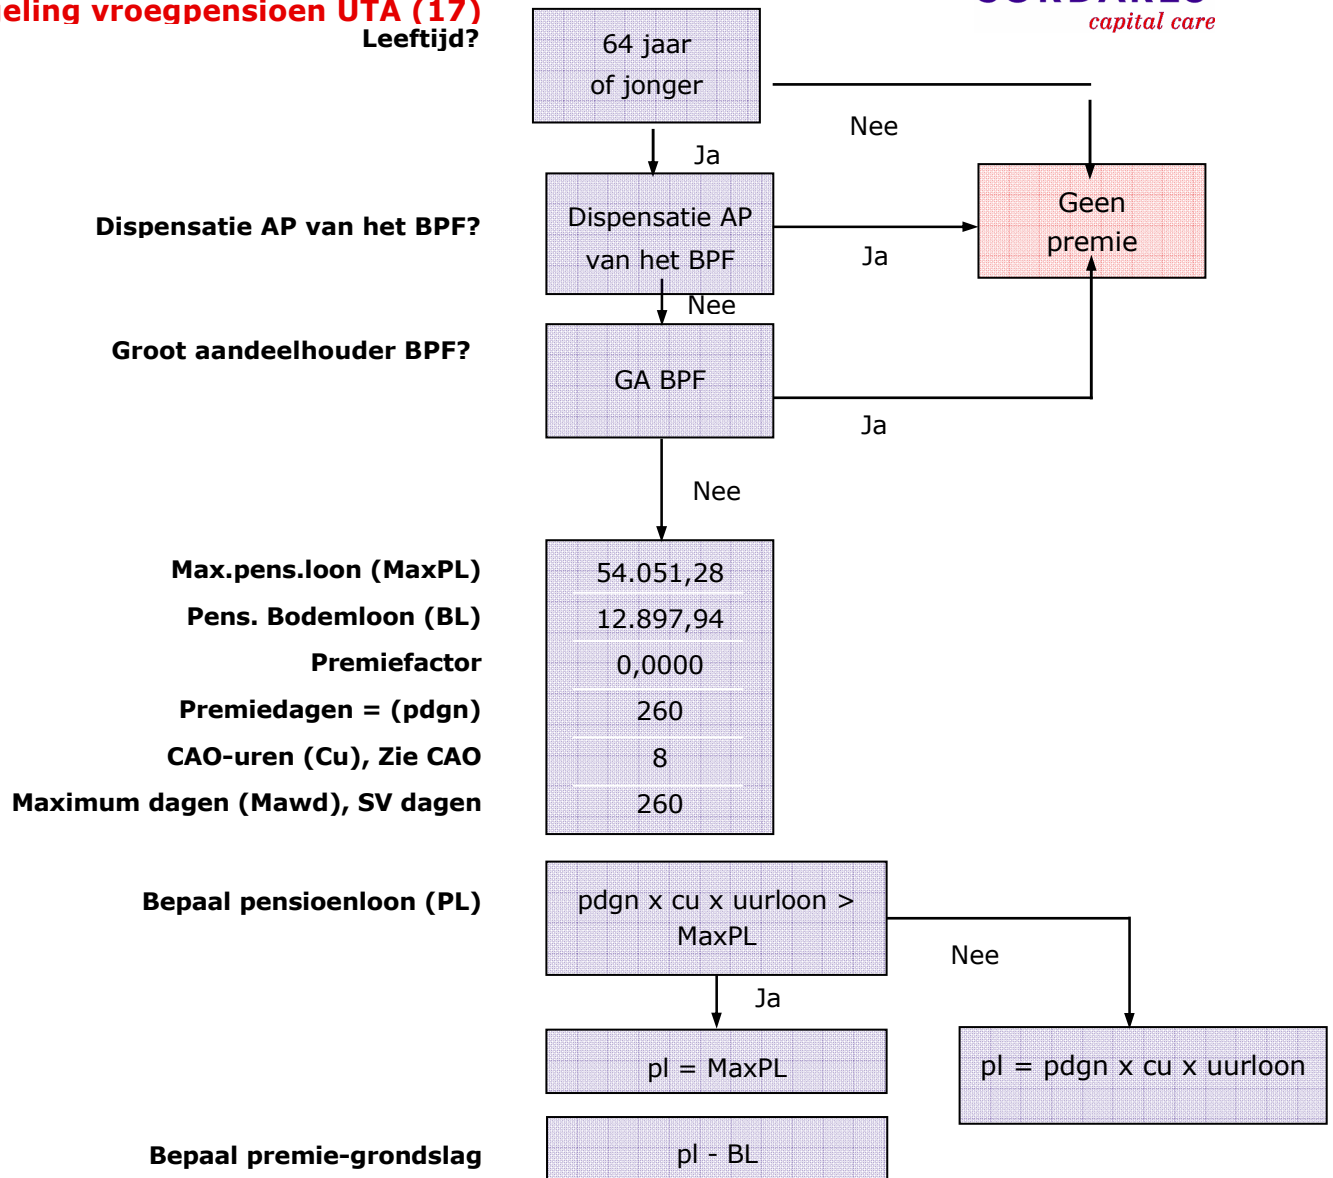 eling vroegpensioen UTA (17)
capital care
Leeftijd?
64 jaar
of jonger
Nee
Ja
Dispensatie AP van het BPF?
Dispensatie AP
van het BPF
Ja
Geen
premie
Nee
Groot aandeelhouder BPF?
GA BPF
Ja
Nee
Max.pens.loon (MaxPL)
54.051,28
Pens. Bodemloon (BL)
12.897,94
Premiefactor
0,0000
Premiedagen = (pdgn)
260
CAO-uren (Cu), Zie CAO
8
Maximum dagen (Mawd), SV dagen
260
Bepaal pensioenloon (PL)
pdgn x cu x uurloon >
MaxPL
Nee
Ja
pl = MaxPL
pl = pdgn x cu x uurloon
Bepaal premie-grondslag
pl - BL